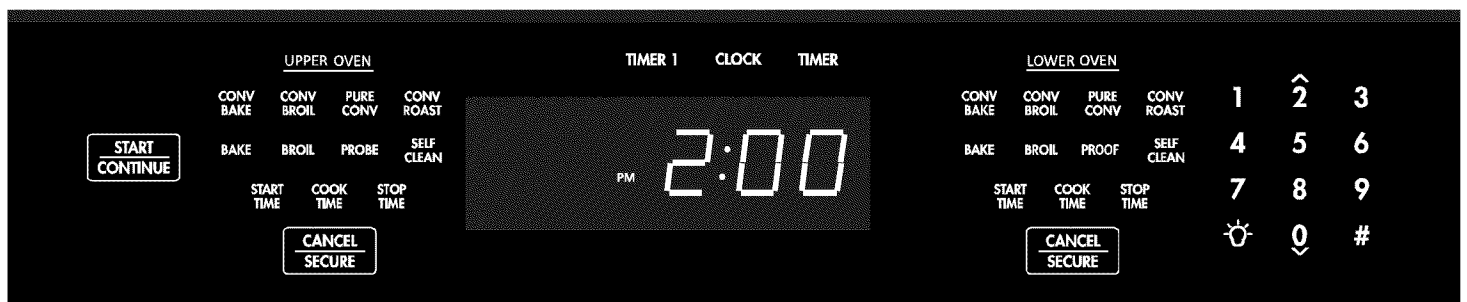 UPPER OVEN
TIMER 1 CLOCK TIMER
LOWER OVEN
CONV BAKE
CONV BROIL
PURE CONV
CONV ROAST
BAKE
BROIL
PROBE
SELF CLEAN
START TIME
COOK TIME
STOP TIME
START
CONTINUE
CANCEL
SECURE
PM 2:00
CONV BAKE
CONV BROIL
PURE CONV
CONV ROAST
BAKE
BROIL
PROOF
SELF CLEAN
START TIME
COOK TIME
STOP TIME
CANCEL
SECURE
1 2 3
4 5 6
7 8 9
0 #